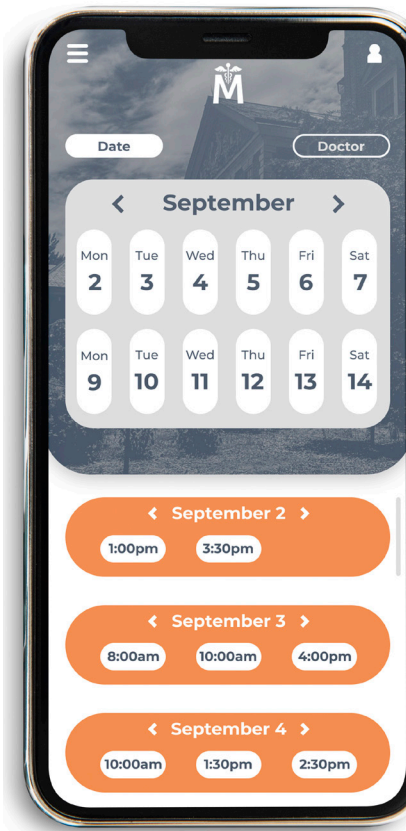 M
Date Doctor
September
Mon Tue Wed Thu Fri Sat
2 3 4 5 6 7
Mon Tue Wed Thu Fri Sat
9 10 11 12 13 14
September 2
1:00pm 3:30pm
September 3
8:00am 10:00am 4:00pm
September 4
10:00am 1:30pm 2:30pm